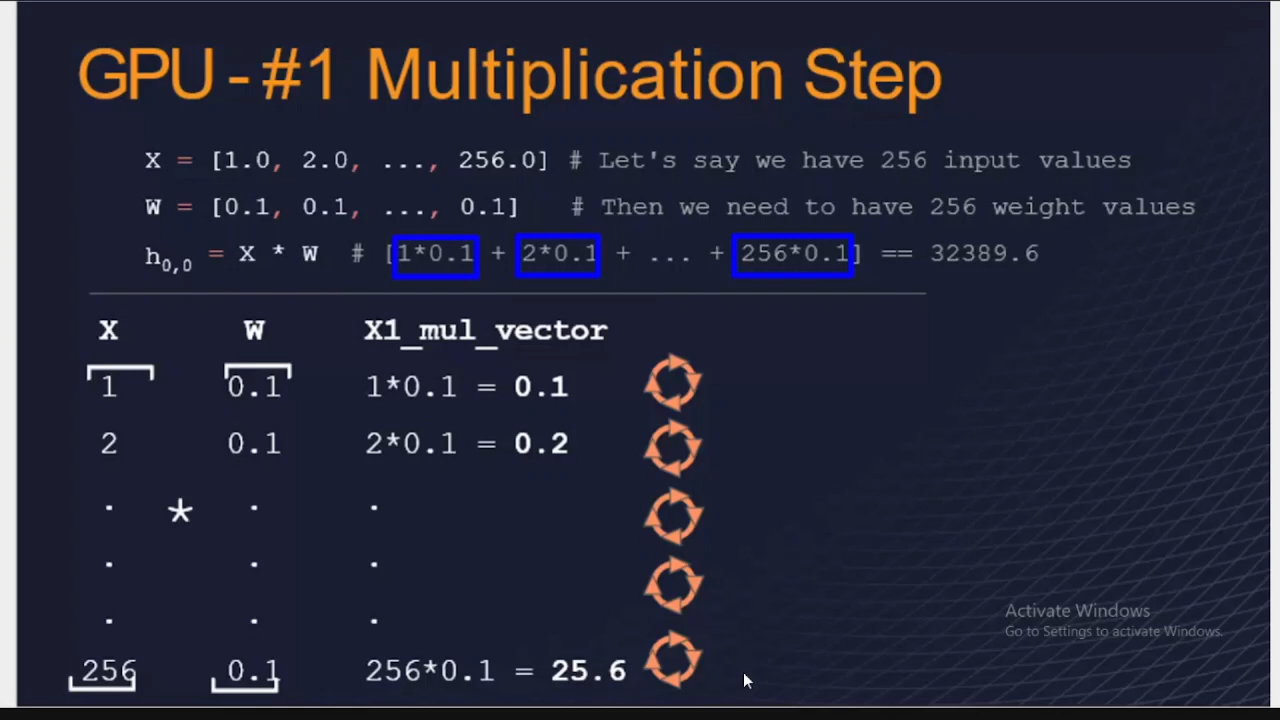 GPU - #1 Multiplication Step
X = [1.0, 2.0, ..., 256.0] # Let's say we have 256 input values
W = [0.1, 0.1, ..., 0.1] # Then we need to have 256 weight values
h0,0 = X * W # [1*0.1 + 2*0.1 + ... + 256*0.1] == 32389.6
X W X1_mul_vector
1 0.1 1*0.1 = 0.1
2 0.1 2*0.1 = 0.2
. * . .
. . .
. . .
256 0.1 256*0.1 = 25.6
Activate Windows
Go to Settings to activate Windows.